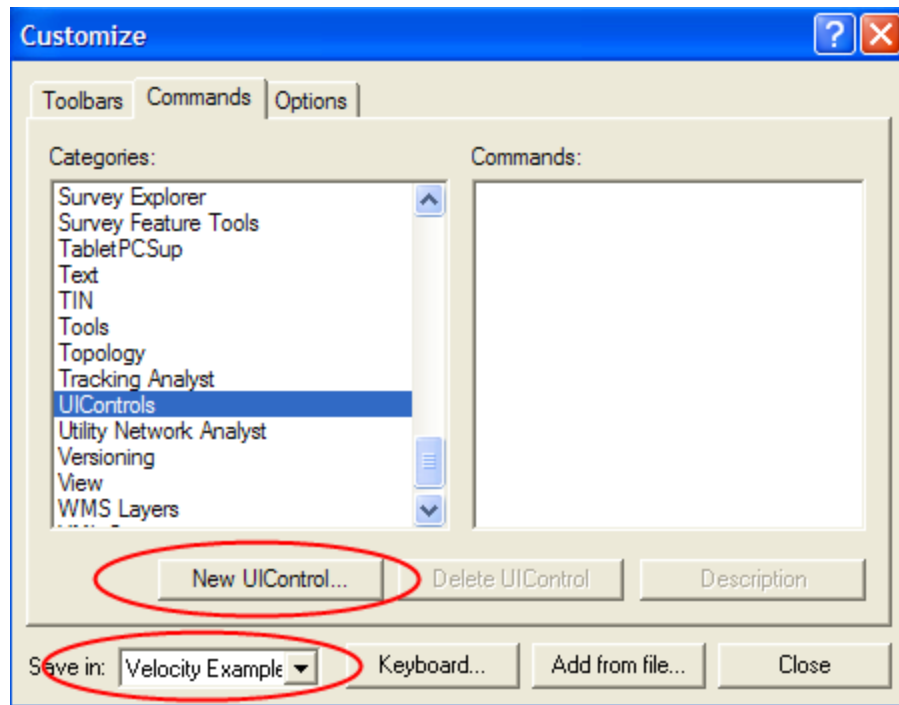 Customize
Toolbars Commands Options
Categories: Commands:
Survey Explorer
Survey Feature Tools
TabletPCSup
Text
TIN
Tools
Topology
Tracking Analyst
UIControls
Utility Network Analyst
Versioning
View
WMS Layers
New UIControl... Delete UIControl Description
Save in: Velocity Example Keyboard... Add from file... Close